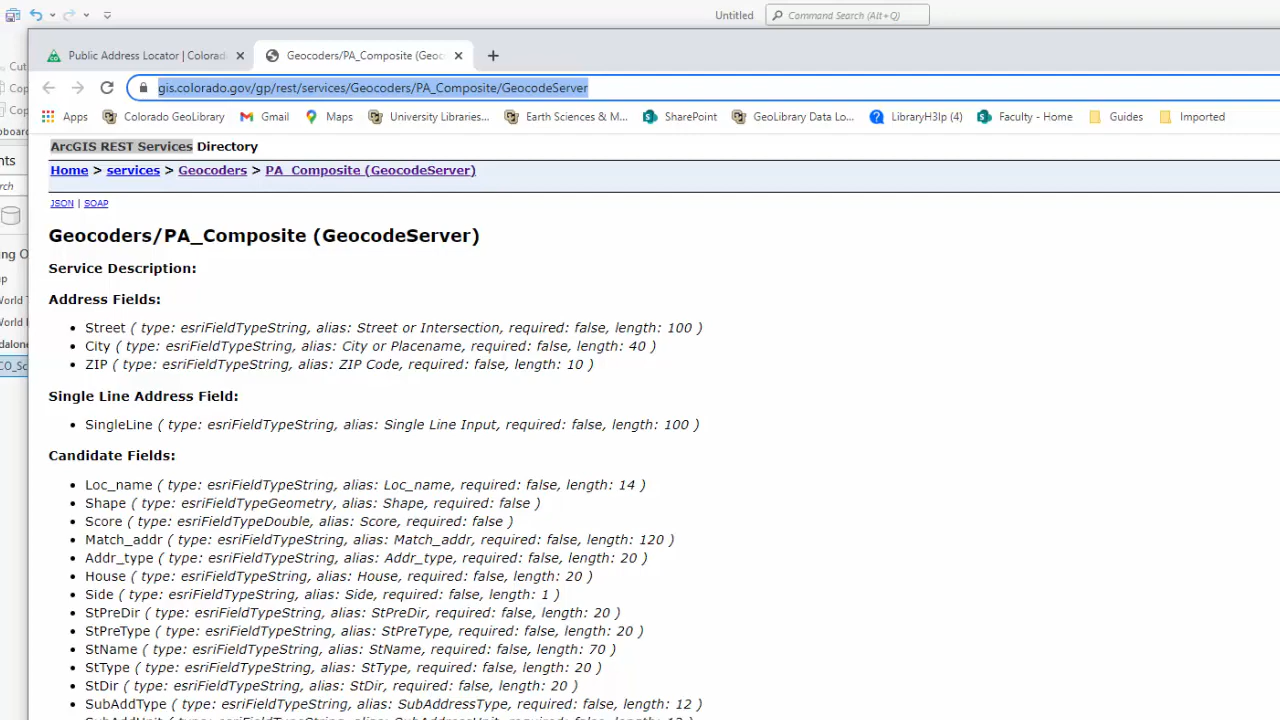 Untitled
Command Search (Alt+Q)
Public Address Locator | Colorad
Geocoders/PA_Composite (Geoc
gis.colorado.gov/gp/rest/services/Geocoders/PA_Composite/GeocodeServer
Apps
Colorado GeoLibrary
Gmail
Maps
University Libraries...
Earth Sciences & M...
SharePoint
GeoLibrary Data Lo...
LibraryH3lp (4)
Faculty - Home
Guides
Imported
ArcGIS REST Services Directory
Home > services > Geocoders > PA_Composite (GeocodeServer)
JSON | SOAP
Geocoders/PA_Composite (GeocodeServer)
Service Description:
Address Fields:
• Street ( type: esriFieldTypeString, alias: Street or Intersection, required: false, length: 100 )
• City ( type: esriFieldTypeString, alias: City or Placename, required: false, length: 40 )
• ZIP ( type: esriFieldTypeString, alias: ZIP Code, required: false, length: 10 )
Single Line Address Field:
• SingleLine ( type: esriFieldTypeString, alias: Single Line Input, required: false, length: 100 )
Candidate Fields:
• Loc_name ( type: esriFieldTypeString, alias: Loc_name, required: false, length: 14 )
• Shape ( type: esriFieldTypeGeometry, alias: Shape, required: false )
• Score ( type: esriFieldTypeDouble, alias: Score, required: false )
• Match_addr ( type: esriFieldTypeString, alias: Match_addr, required: false, length: 120 )
• Addr_type ( type: esriFieldTypeString, alias: Addr_type, required: false, length: 20 )
• House ( type: esriFieldTypeString, alias: House, required: false, length: 20 )
• Side ( type: esriFieldTypeString, alias: Side, required: false, length: 1 )
• StPreDir ( type: esriFieldTypeString, alias: StPreDir, required: false, length: 20 )
• StPreType ( type: esriFieldTypeString, alias: StPreType, required: false, length: 20 )
• StName ( type: esriFieldTypeString, alias: StName, required: false, length: 70 )
• StType ( type: esriFieldTypeString, alias: StType, required: false, length: 20 )
• StDir ( type: esriFieldTypeString, alias: StDir, required: false, length: 20 )
• SubAddType ( type: esriFieldTypeString, alias: SubAddressType, required: false, length: 12 )